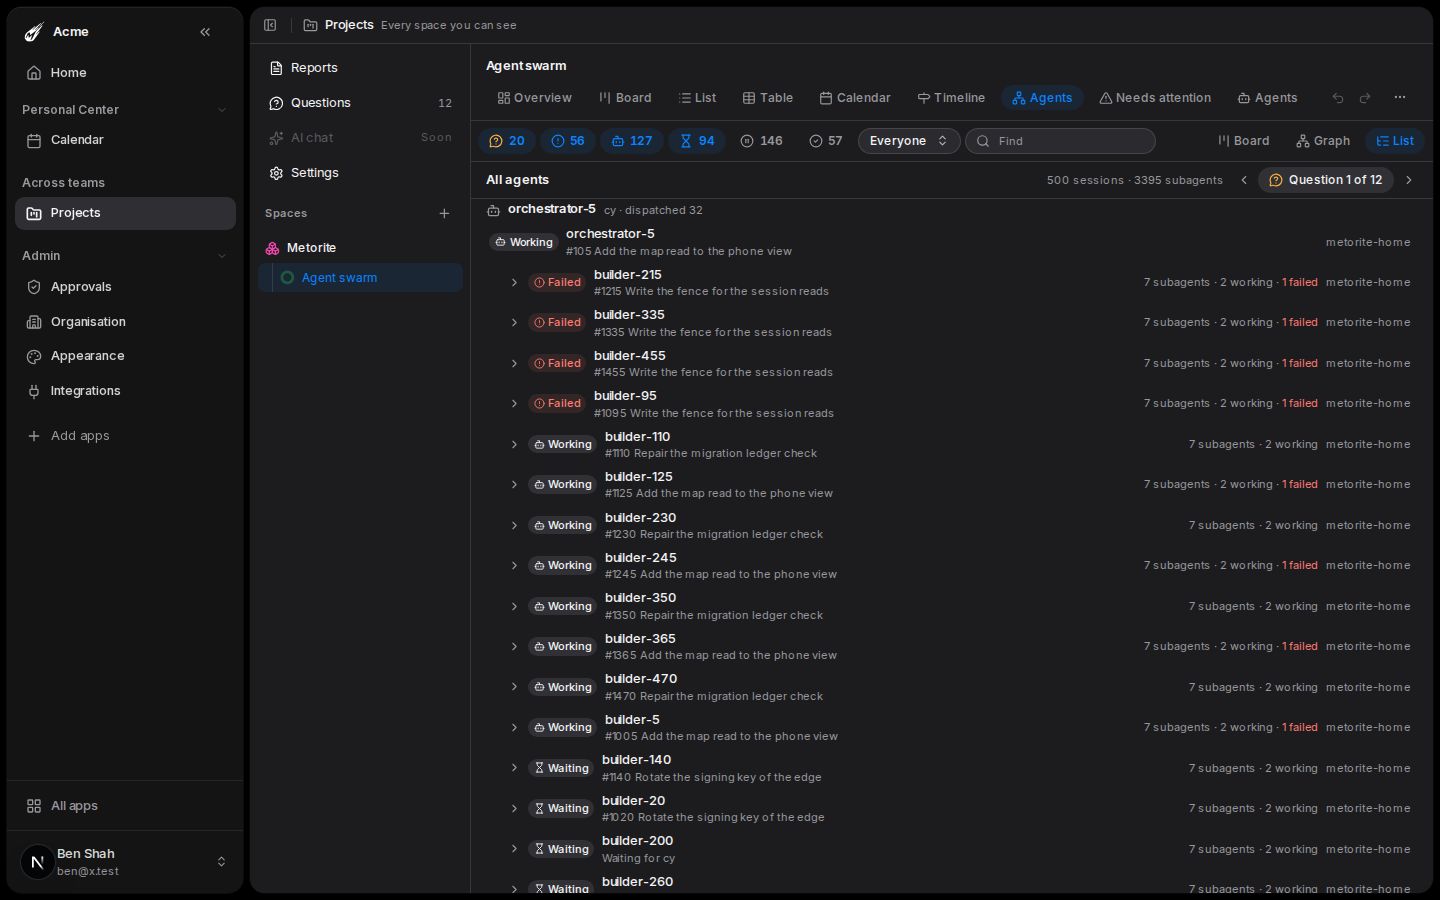 Acme
Home
Personal Center
Calendar
Across teams
Projects
Admin
Approvals
Organisation
Appearance
Integrations
Add apps
All apps
Ben Shah
ben@x.test
Projects Every space you can see
Reports
Questions 12
AI chat Soon
Settings
Spaces
Metorite
Agent swarm
Agent swarm
Overview Board List Table Calendar Timeline Agents Needs attention Agents
20 56 127 94 146 57 Everyone Find Board Graph List
All agents 500 sessions · 3395 subagents Question 1 of 12
orchestrator-5 cy · dispatched 32
Working orchestrator-5 metorite-home
#105 Add the map read to the phone view
Failed builder-215 7 subagents · 2 working · 1 failed metorite-home
#1215 Write the fence for the session reads
Failed builder-335 7 subagents · 2 working · 1 failed metorite-home
#1335 Write the fence for the session reads
Failed builder-455 7 subagents · 2 working · 1 failed metorite-home
#1455 Write the fence for the session reads
Failed builder-95 7 subagents · 2 working · 1 failed metorite-home
#1095 Write the fence for the session reads
Working builder-110 7 subagents · 2 working metorite-home
#1110 Repair the migration ledger check
Working builder-125 7 subagents · 2 working · 1 failed metorite-home
#1125 Add the map read to the phone view
Working builder-230 7 subagents · 2 working metorite-home
#1230 Repair the migration ledger check
Working builder-245 7 subagents · 2 working · 1 failed metorite-home
#1245 Add the map read to the phone view
Working builder-350 7 subagents · 2 working metorite-home
#1350 Repair the migration ledger check
Working builder-365 7 subagents · 2 working · 1 failed metorite-home
#1365 Add the map read to the phone view
Working builder-470 7 subagents · 2 working metorite-home
#1470 Repair the migration ledger check
Working builder-5 7 subagents · 2 working · 1 failed metorite-home
#1005 Add the map read to the phone view
Waiting builder-140 7 subagents · 2 working metorite-home
#1140 Rotate the signing key of the edge
Waiting builder-20 7 subagents · 2 working metorite-home
#1020 Rotate the signing key of the edge
Waiting builder-200 7 subagents · 2 working metorite-home
Waiting for cy
Waiting builder-260 7 subagents · 2 working metorite-home